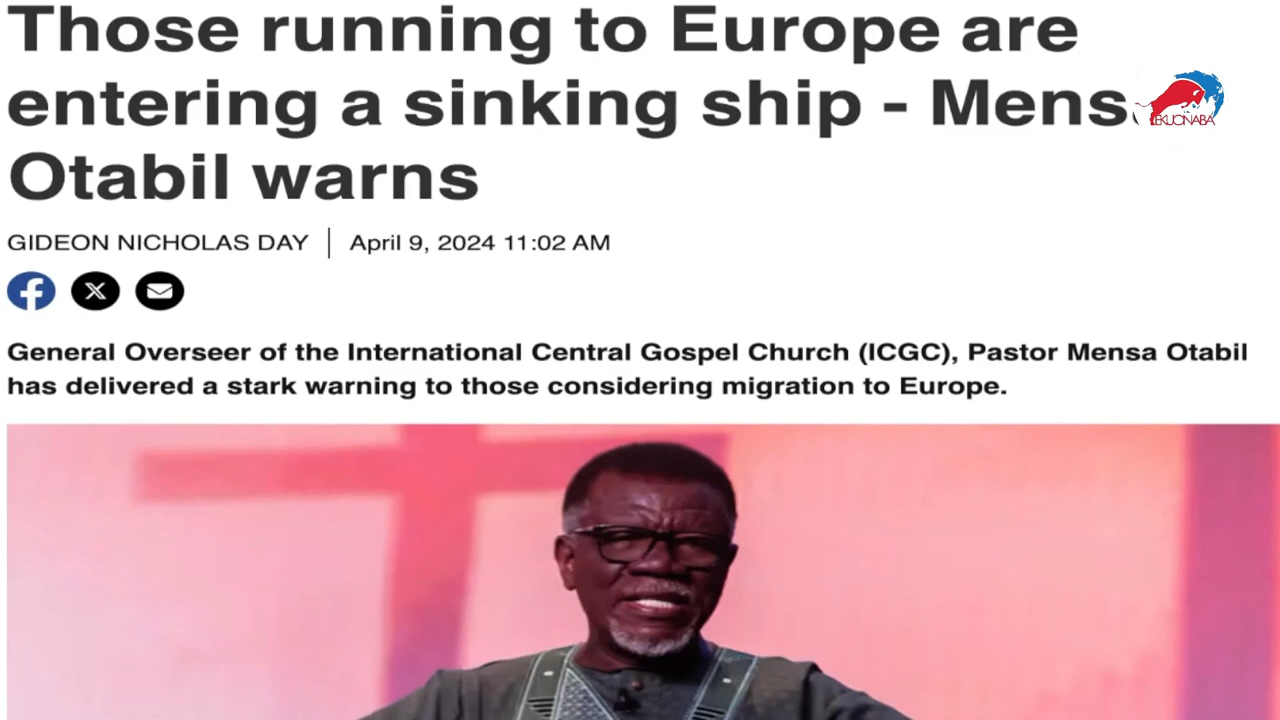 Those running to Europe are
entering a sinking ship - Mens
Otabil warns
GIDEON NICHOLAS DAY | April 9, 2024 11:02 AM
General Overseer of the International Central Gospel Church (ICGC), Pastor Mensa Otabil
has delivered a stark warning to those considering migration to Europe.